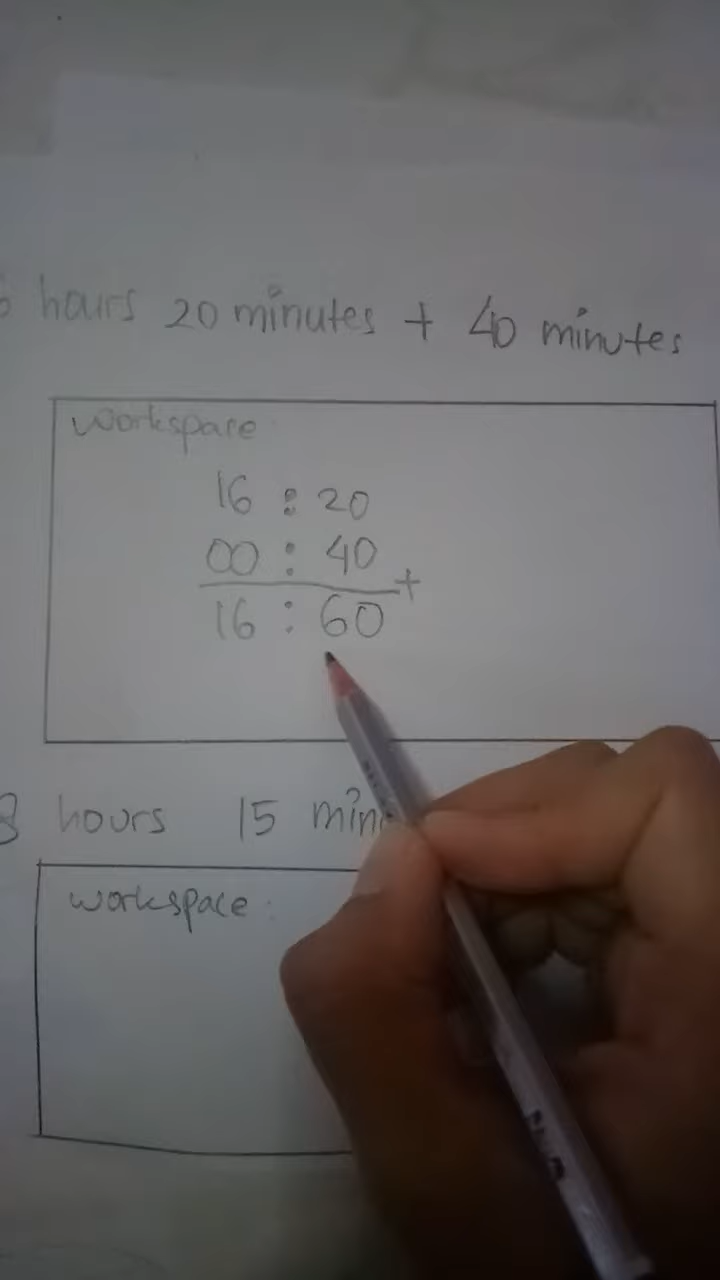 hours 20 minutes + 40 minutes
workspace
16 : 20
00 : 40
+
16 : 60
hours 15
workspace :